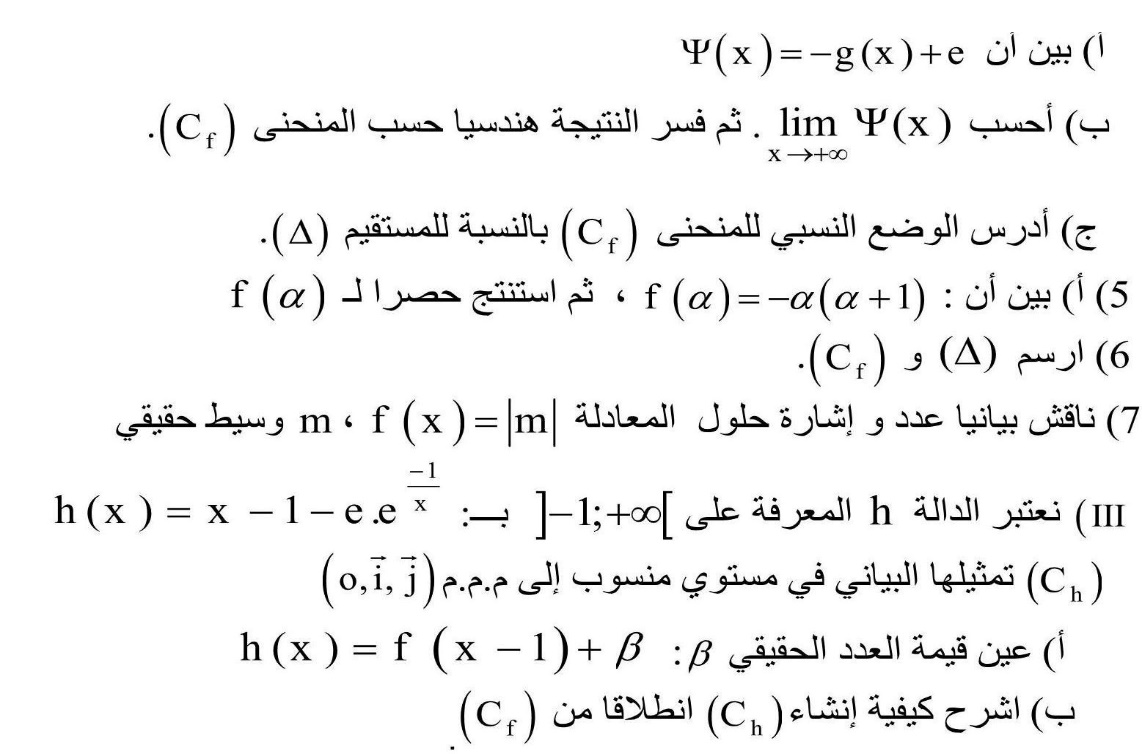 أ) بين أن Ψ(x)=−g(x)+e
ب) أحسب lim Ψ(x) x→+∞ . ثم فسر النتيجة هندسيا حسب المنحنى (C_f).
ج) أدرس الوضع النسبي للمنحنى (C_f) بالنسبة للمستقيم (Δ).
5) أ) بين أن : f(α)=−α(α+1) ، ثم استنتج حصرا لـ f(α)
6) ارسم (Δ) و (C_f).
7) ناقش بيانيا عدد و إشارة حلول المعادلة f(x)=|m| ، m وسيط حقيقي
III) نعتبر الدالة h المعرفة على ]−1;+∞[ بـ: h(x) = x − 1 − e.e^{−1/x}
(C_h) تمثيلها البياني في مستوي منسوب إلى م.م.م (o,i⃗,j⃗)
أ) عين قيمة العدد الحقيقي β : h(x) = f(x − 1)+ β
ب) اشرح كيفية إنشاء (C_h) انطلاقا من (C_f)